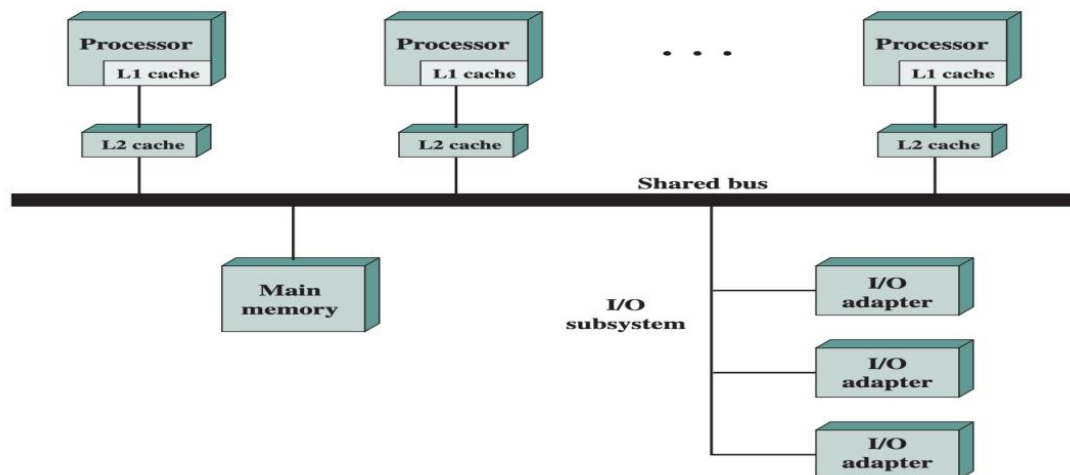 Processor
L1 cache
L2 cache
Processor
L1 cache
L2 cache
Processor
L1 cache
L2 cache
Shared bus
Main
memory
I/O
subsystem
I/O
adapter
I/O
adapter
I/O
adapter